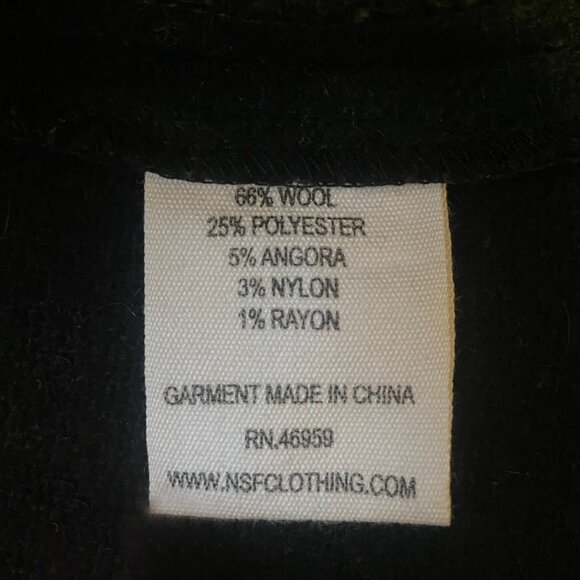 66% WOOL
25% POLYESTER
5% ANGORA
3% NYLON
1% RAYON
GARMENT MADE IN CHINA
RN.46959
WWW.NSFCLOTHING.COM